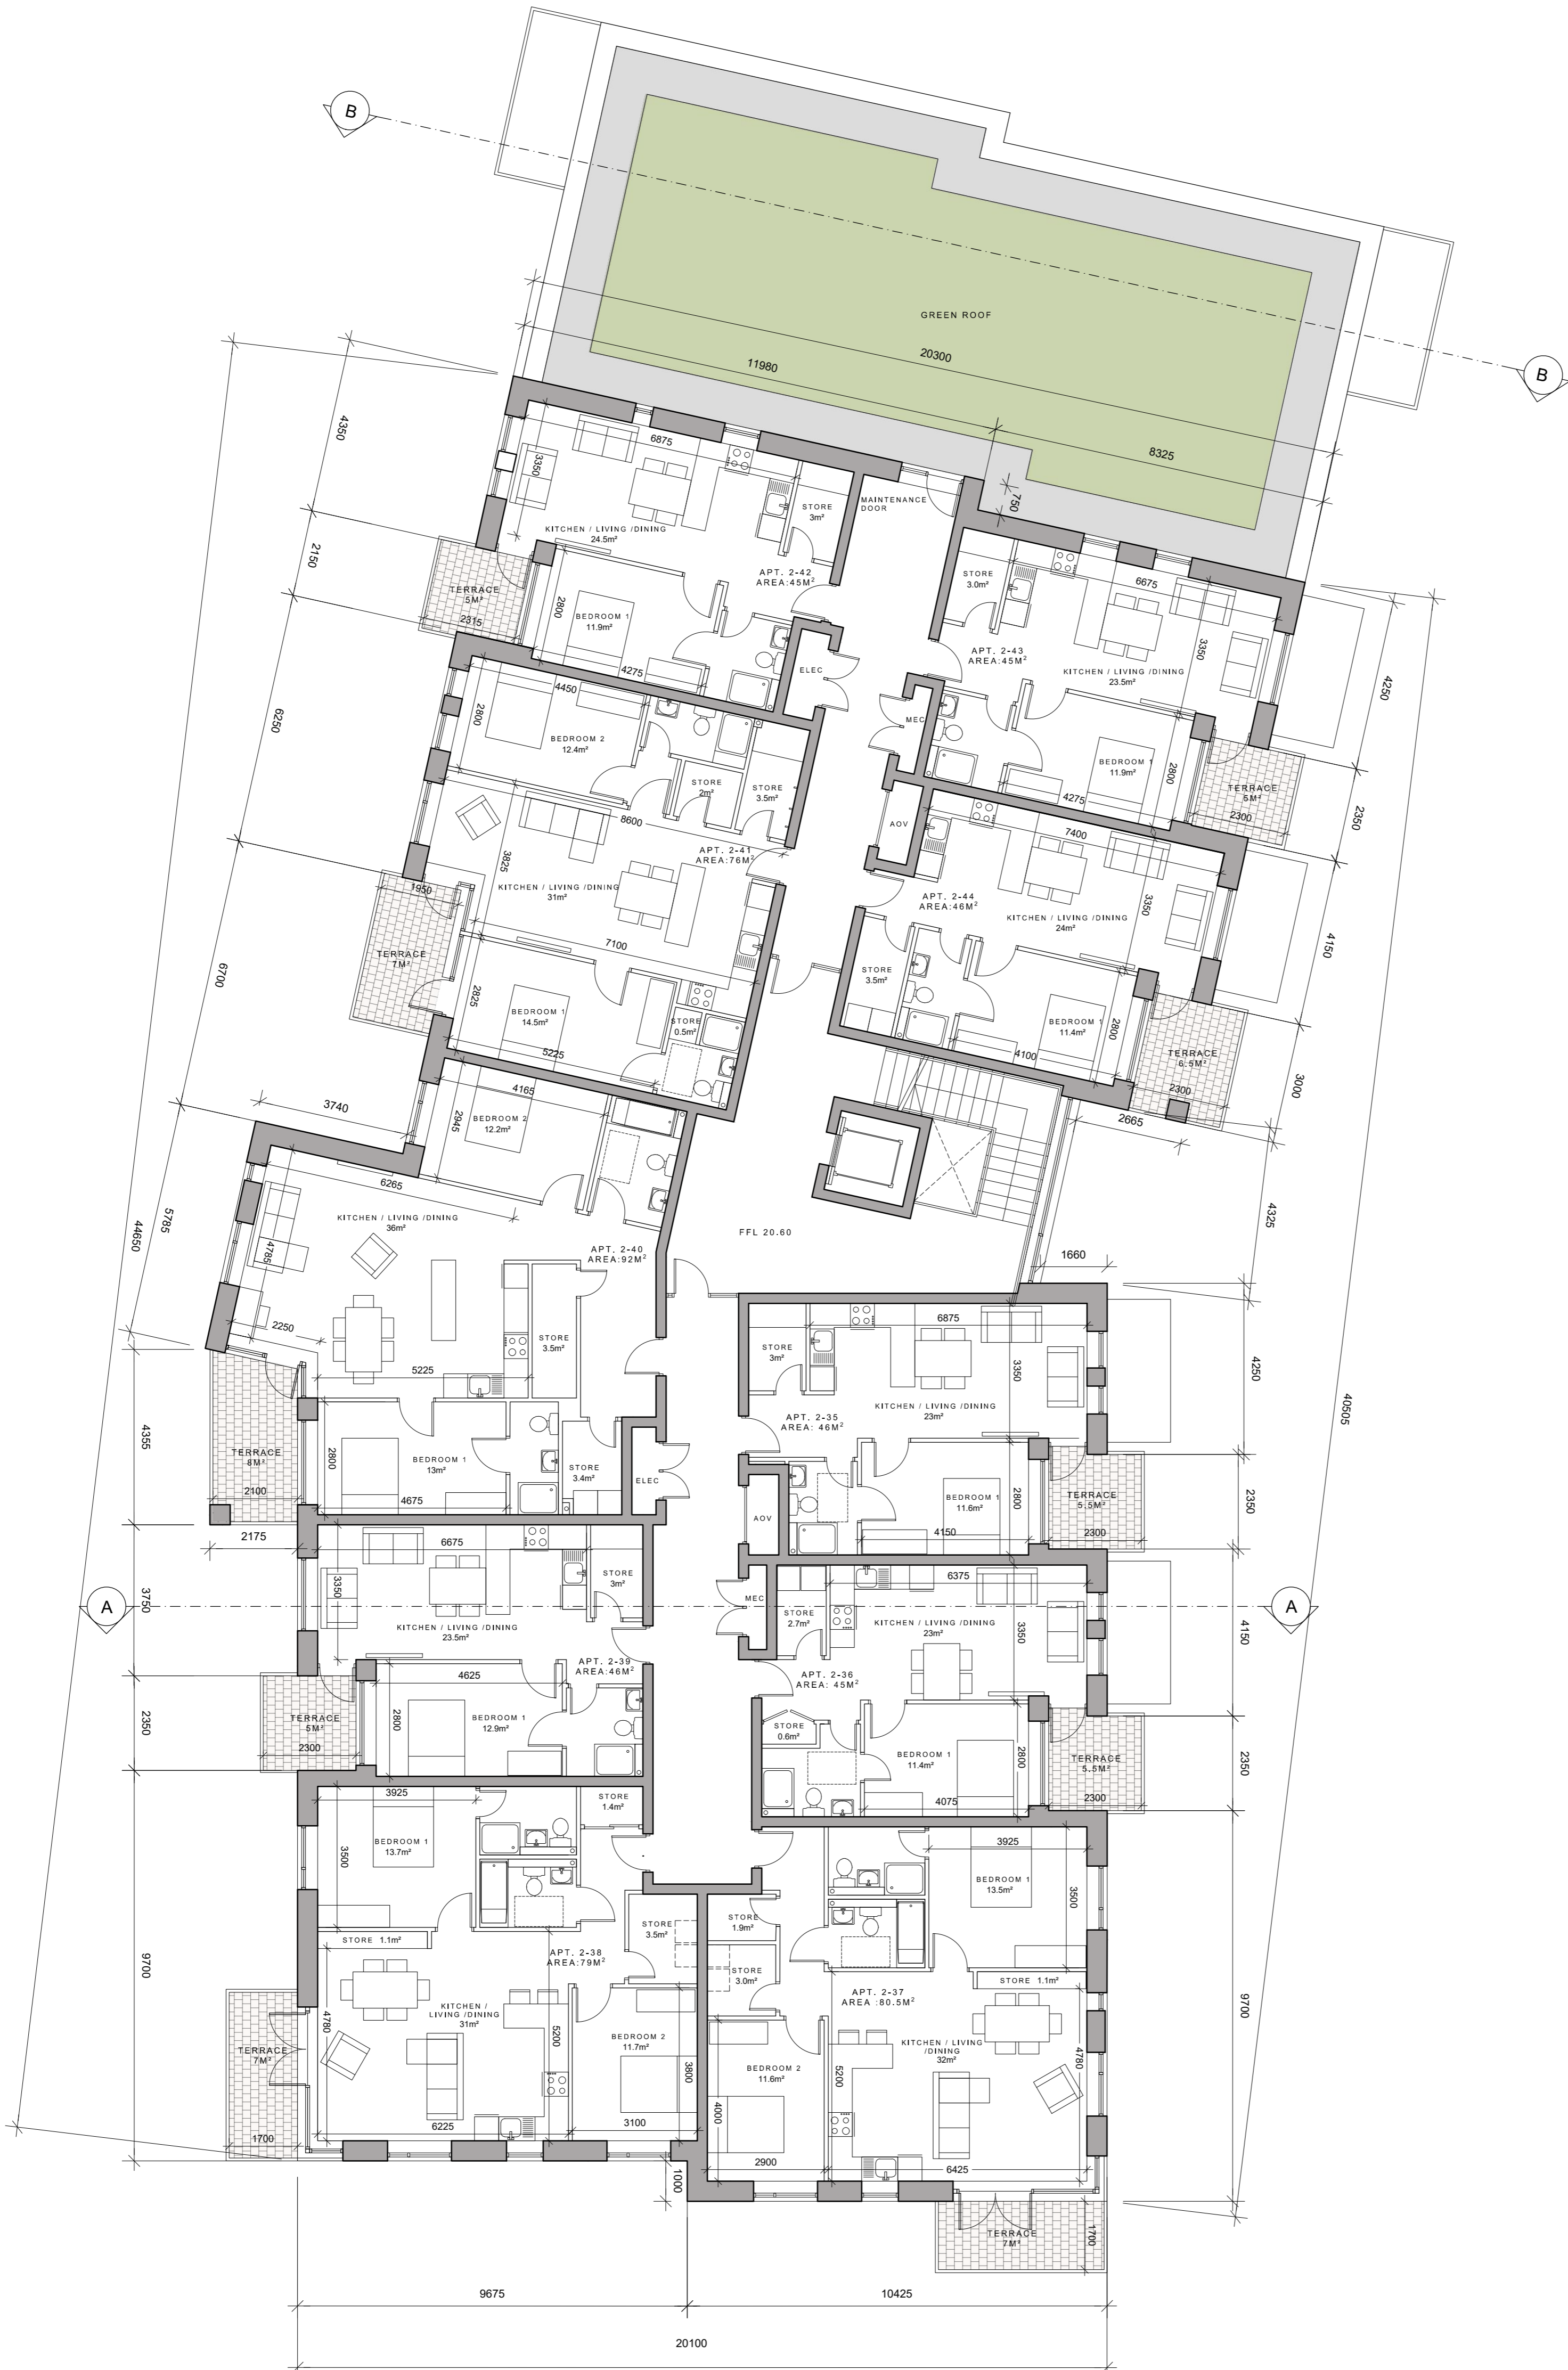 B
GREEN ROOF
20300
11980
8325
750
B
4350
2150
6250
6700
5785
44650
6875
3350
KITCHEN / LIVING /DINING
24.5m²
STORE
3m²
MAINTENANCE
DOOR
APT. 2-42
AREA:45M²
TERRACE
5M²
2315
2800
BEDROOM 1
11.9m²
4275
ELEC
STORE
3.0m²
6675
3350
APT. 2-43
AREA:45M²
KITCHEN / LIVING /DINING
23.5m²
MEC
BEDROOM 1
11.9m²
2800
4275
TERRACE
5M²
2300
4250
2350
4150
3000
4325
40505
4450
2800
BEDROOM 2
12.4m²
STORE
2m²
STORE
3.5m²
8600
APT. 2-41
AREA:76M²
3825
KITCHEN / LIVING /DINING
31m²
1950
TERRACE
7M²
7100
2825
BEDROOM 1
14.5m²
STORE
0.5m²
5225
AOV
7400
3350
APT. 2-44
AREA:46M²
KITCHEN / LIVING /DINING
24m²
STORE
3.5m²
BEDROOM 1
11.4m²
2800
4100
TERRACE
6.5M²
2300
2665
3740
4165
2945
BEDROOM 2
12.2m²
6265
KITCHEN / LIVING /DINING
36m²
4785
APT. 2-40
AREA:92M²
FFL 20.60
2250
5225
STORE
3.5m²
TERRACE
8M²
2100
2175
2800
BEDROOM 1
13m²
4675
STORE
3.4m²
ELEC
1660
6875
STORE
3m²
3350
APT. 2-35
AREA: 46M²
KITCHEN / LIVING /DINING
23m²
AOV
BEDROOM 1
11.6m²
2800
4150
TERRACE
5.5M²
2300
4250
2350
4150
2350
9700
4355
3750
2350
9700
A
6675
3350
STORE
3m²
KITCHEN / LIVING /DINING
23.5m²
APT. 2-39
AREA:46M²
TERRACE
5M²
2300
4625
2800
BEDROOM 1
12.9m²
MEC
STORE
2.7m²
6375
KITCHEN / LIVING /DINING
23m²
3350
A
APT. 2-36
AREA: 45M²
STORE
0.6m²
BEDROOM 1
11.4m²
2800
4075
TERRACE
5.5M²
2300
3925
STORE
1.4m²
BEDROOM 1
13.7m²
3500
STORE 1.1m²
STORE
3.5m²
APT. 2-38
AREA:79M²
KITCHEN /
LIVING /DINING
31m²
4780
5200
BEDROOM 2
11.7m²
3800
TERRACE
7M²
1700
6225
3100
1000
3925
BEDROOM 1
13.5m²
3500
STORE
1.9m²
STORE
3.0m²
STORE 1.1m²
APT. 2-37
AREA :80.5M²
KITCHEN / LIVING
/DINING
32m²
4780
5200
BEDROOM 2
11.6m²
4000
2900
6425
TERRACE
7M²
1700
9675
10425
20100